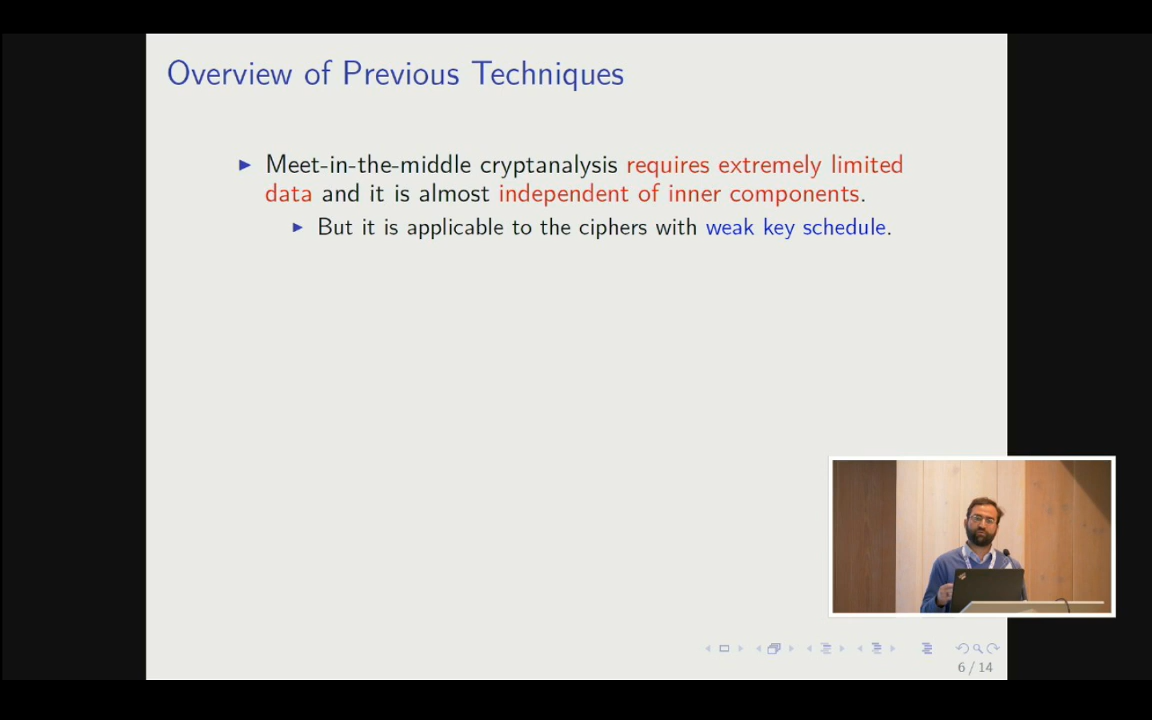 Overview of Previous Techniques
Meet-in-the-middle cryptanalysis requires extremely limited
data and it is almost independent of inner components.
But it is applicable to the ciphers with weak key schedule.
6 / 14